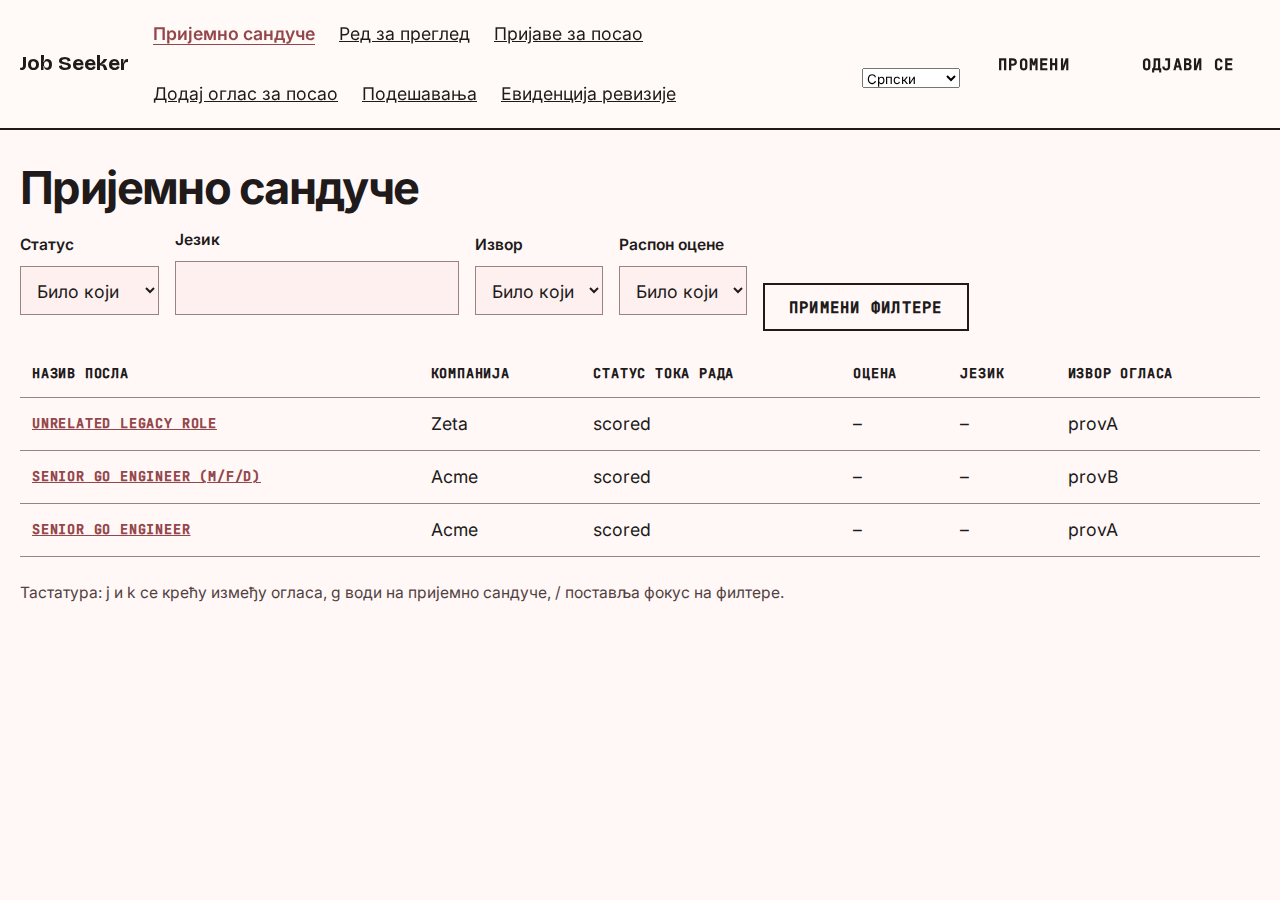 Job Seeker
Пријемно сандуче Ред за преглед Пријаве за посао
Додај оглас за посао Подешавања Евиденција ревизије
Српски ПРОМЕНИ ОДЈАВИ СЕ
Пријемно сандуче
Статус Језик Извор Распон оцене
Било који Било који Било који ПРИМЕНИ ФИЛТЕРЕ
НАЗИВ ПОСЛА КОМПАНИЈА СТАТУС ТОКА РАДА ОЦЕНА ЈЕЗИК ИЗВОР ОГЛАСА
UNRELATED LEGACY ROLE Zeta scored – – provA
SENIOR GO ENGINEER (M/F/D) Acme scored – – provB
SENIOR GO ENGINEER Acme scored – – provA
Тастатура: j и k се крећу између огласа, g води на пријемно сандуче, / поставља фокус на филтере.